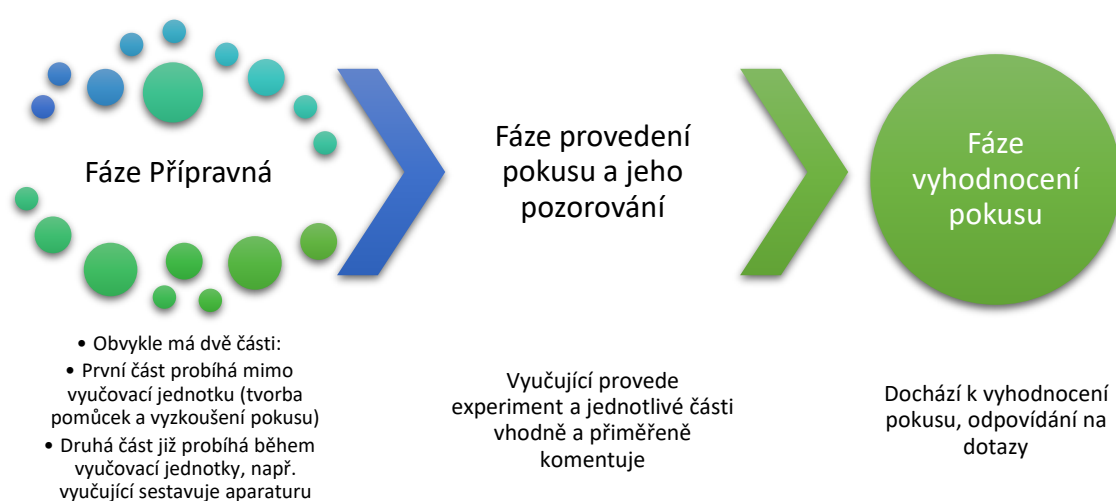 Fáze Přípravná
• Obvykle má dvě části:
• První část probíhá mimo
vyučovací jednotku (tvorba
pomůcek a vyzkoušení pokusu)
• Druhá část již probíhá během
vyučovací jednotky, např.
vyučující sestavuje aparaturu
Fáze provedení
pokusu a jeho
pozorování
Vyučující provede
experiment a jednotlivé části
vhodně a přiměřeně
komentuje
Fáze
vyhodnocení
pokusu
Dochází k vyhodnocení
pokusu, odpovídání na
dotazy